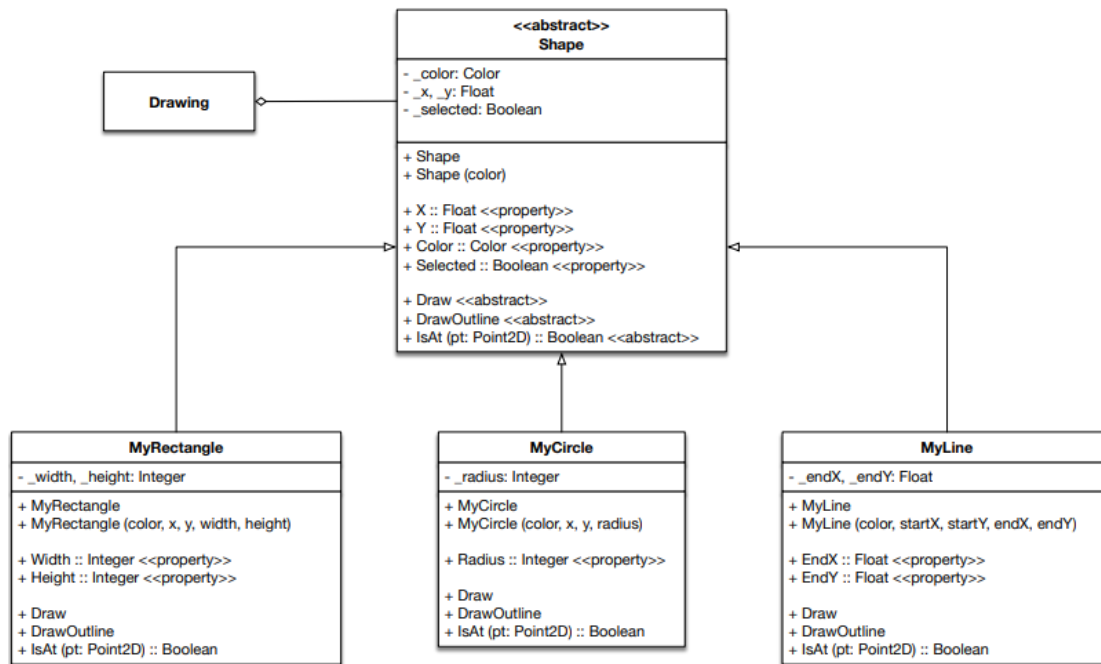 <<abstract>>
Shape
- _color: Color
- _x, _y: Float
- _selected: Boolean
+ Shape
+ Shape (color)
+ X :: Float <<property>>
+ Y :: Float <<property>>
+ Color :: Color <<property>>
+ Selected :: Boolean <<property>>
+ Draw <<abstract>>
+ DrawOutline <<abstract>>
+ IsAt (pt: Point2D) :: Boolean <<abstract>>
Drawing
MyRectangle
- _width, _height: Integer
+ MyRectangle
+ MyRectangle (color, x, y, width, height)
+ Width :: Integer <<property>>
+ Height :: Integer <<property>>
+ Draw
+ DrawOutline
+ IsAt (pt: Point2D) :: Boolean
MyCircle
- _radius: Integer
+ MyCircle
+ MyCircle (color, x, y, radius)
+ Radius :: Integer <<property>>
+ Draw
+ DrawOutline
+ IsAt (pt: Point2D) :: Boolean
MyLine
- _endX, _endY: Float
+ MyLine
+ MyLine (color, startX, startY, endX, endY)
+ EndX :: Float <<property>>
+ EndY :: Float <<property>>
+ Draw
+ DrawOutline
+ IsAt (pt: Point2D) :: Boolean